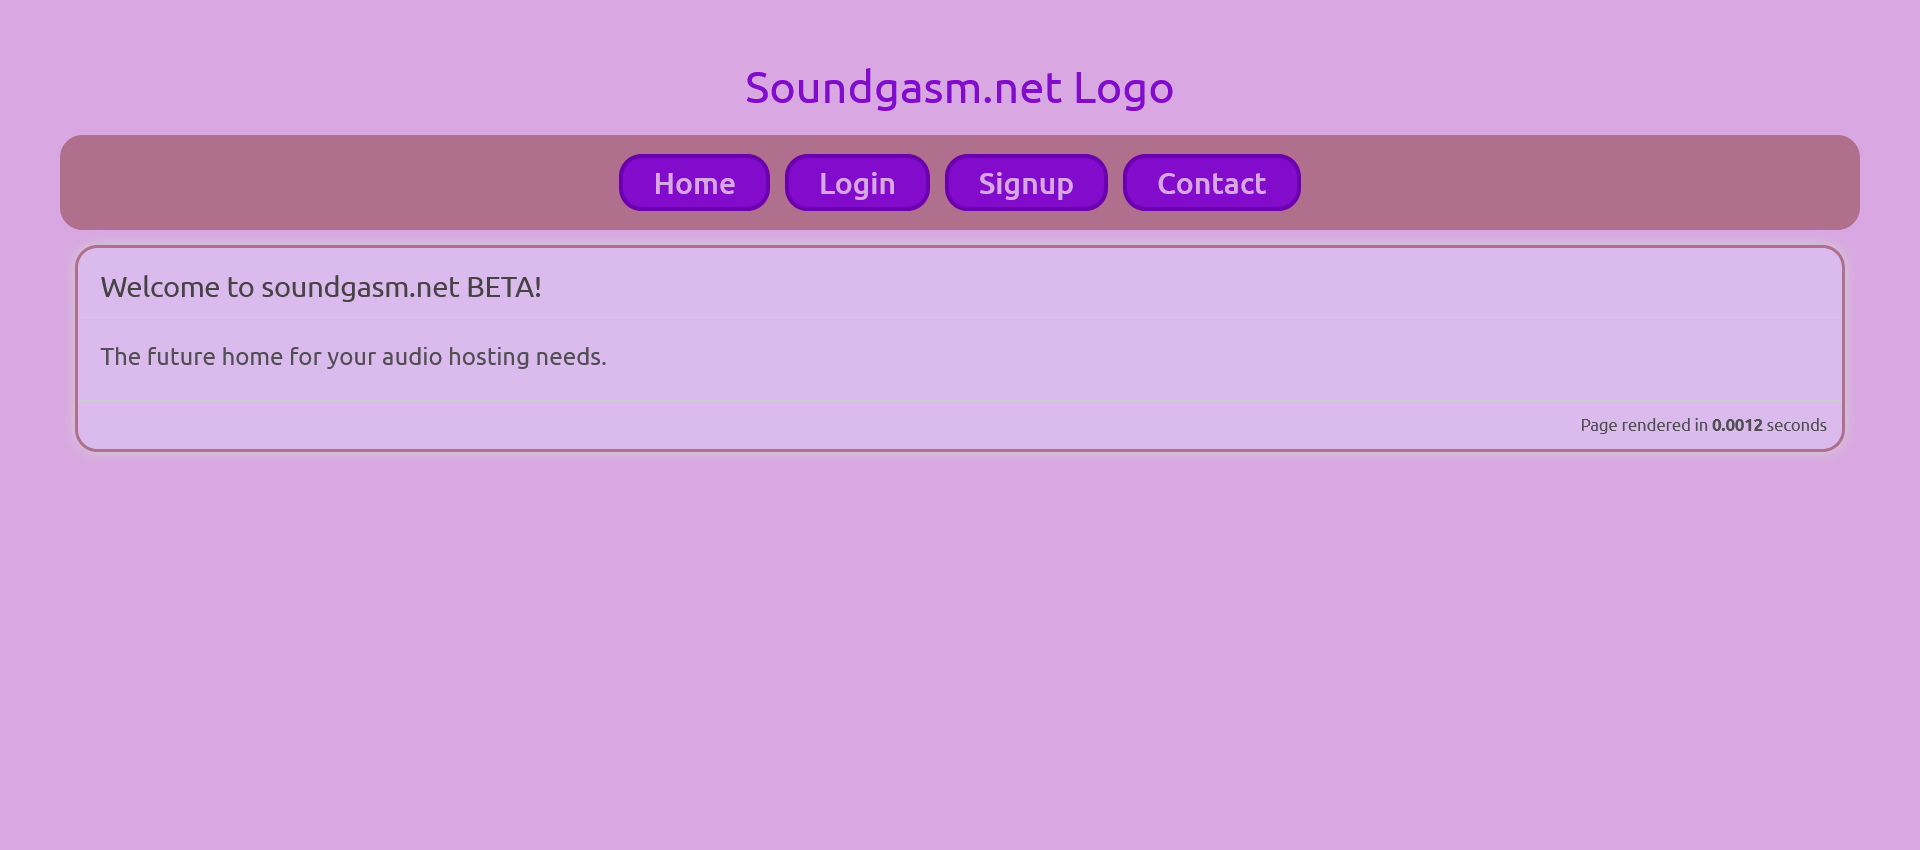 Soundgasm.net Logo
Home Login Signup Contact
Welcome to soundgasm.net BETA!
The future home for your audio hosting needs.
Page rendered in 0.0012 seconds